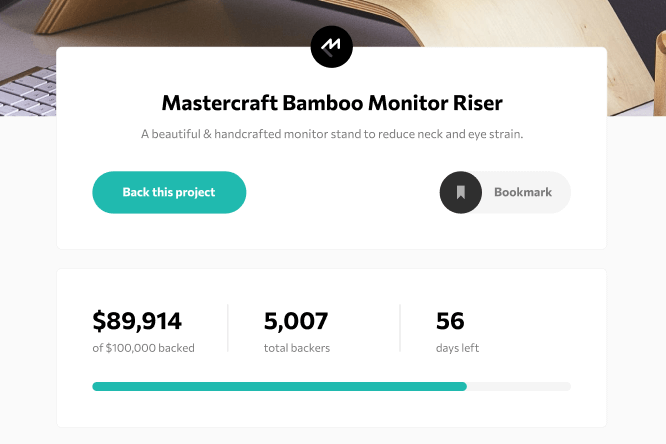 Mastercraft Bamboo Monitor Riser
A beautiful & handcrafted monitor stand to reduce neck and eye strain.
Back this project
Bookmark
$89,914
of $100,000 backed
5,007
total backers
56
days left